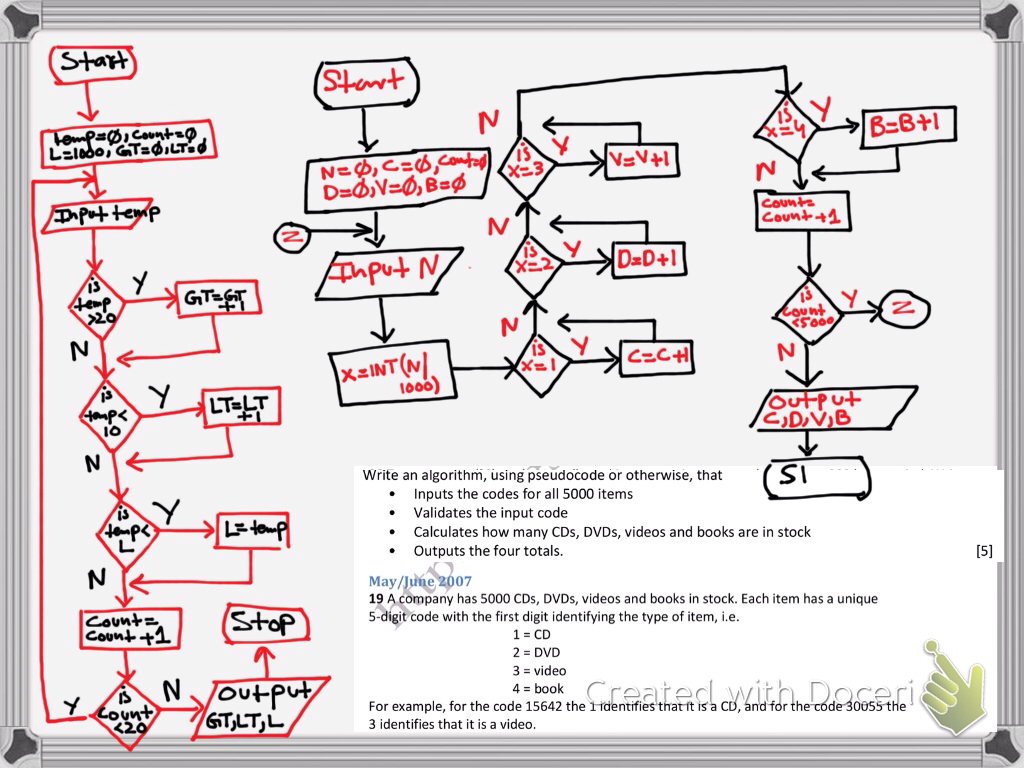 Start
temp=Ø, Count=Ø,
L=1000, GT=Ø, LT=Ø
Input temp
is
temp
>20
Y
GT=GT
+1
N
is
temp<
10
Y
LT=LT
+1
N
is
temp<
L
Y
L=temp
N
Count=
Count+1
is
Count
<20
Y
N
Output
GT,LT,L
Stop
Start
N=Ø, C=Ø, Count=Ø
D=Ø, V=Ø, B=Ø
Z
Input N
X=INT(N/
1000)
is
X=1
Y
C=C+1
N
is
X=2
Y
D=D+1
N
is
X=3
Y
V=V+1
N
is
X=4
Y
B=B+1
N
Count=
Count+1
is
Count
<5000
Y
Z
N
Output
C,D,V,B
St
Write an algorithm, using pseudocode or otherwise, that
• Inputs the codes for all 5000 items
• Validates the input code
• Calculates how many CDs, DVDs, videos and books are in stock
• Outputs the four totals.
[5]
May/June 2007
19 A company has 5000 CDs, DVDs, videos and books in stock. Each item has a unique
5-digit code with the first digit identifying the type of item, i.e.
1 = CD
2 = DVD
3 = video
4 = book
For example, for the code 15642 the 1 identifies that it is a CD, and for the code 30055 the
3 identifies that it is a video.
http
Created with Doceri